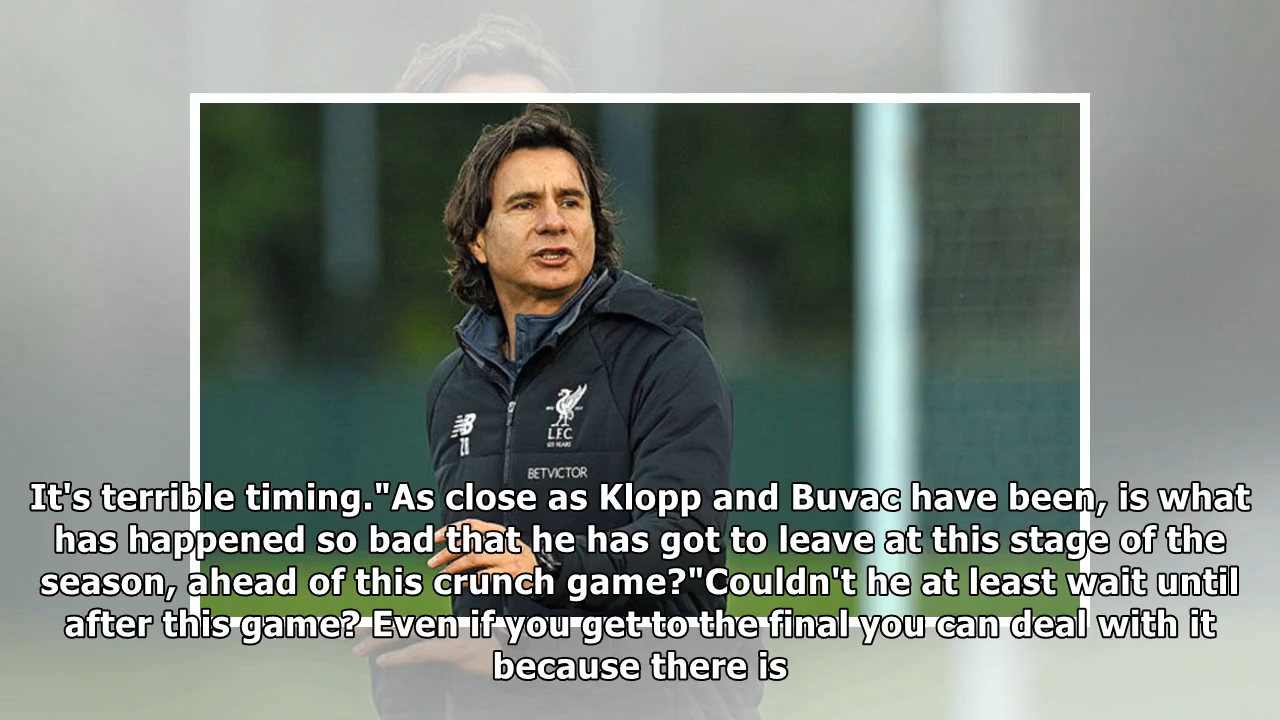 L.F.C.
BETVICTOR
It's terrible timing."As close as Klopp and Buvac have been, is what
has happened so bad that he has got to leave at this stage of the
season, ahead of this crunch game?"Couldn't he at least wait until
after this game? Even if you get to the final you can deal with it
because there is